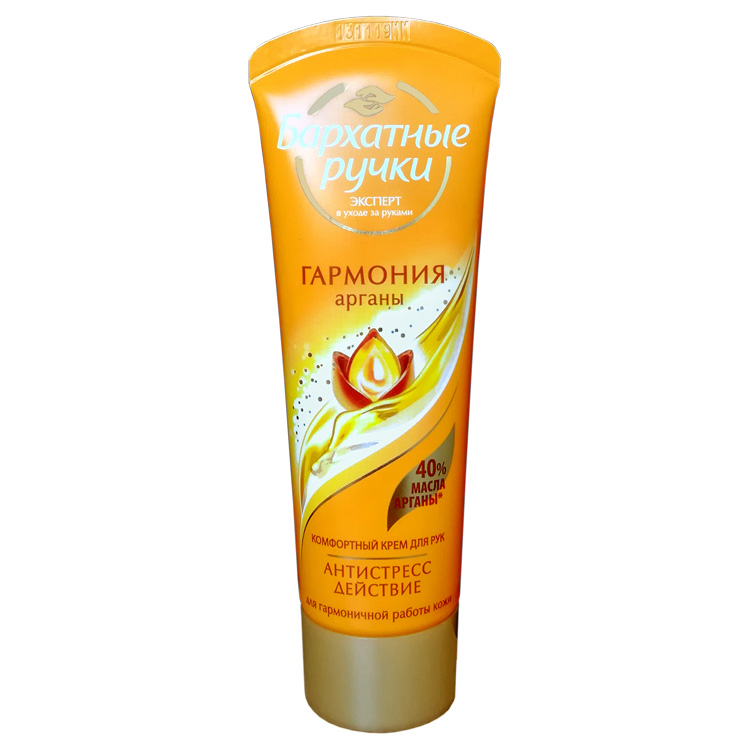 131119
Бархатные
ручки
ЭКСПЕРТ
в уходе за руками
ГАРМОНИЯ
арганы
40%
МАСЛА
АРГАНЫ*
КОМФОРТНЫЙ КРЕМ ДЛЯ РУК
АНТИСТРЕСС
ДЕЙСТВИЕ
для гармоничной работы кожи